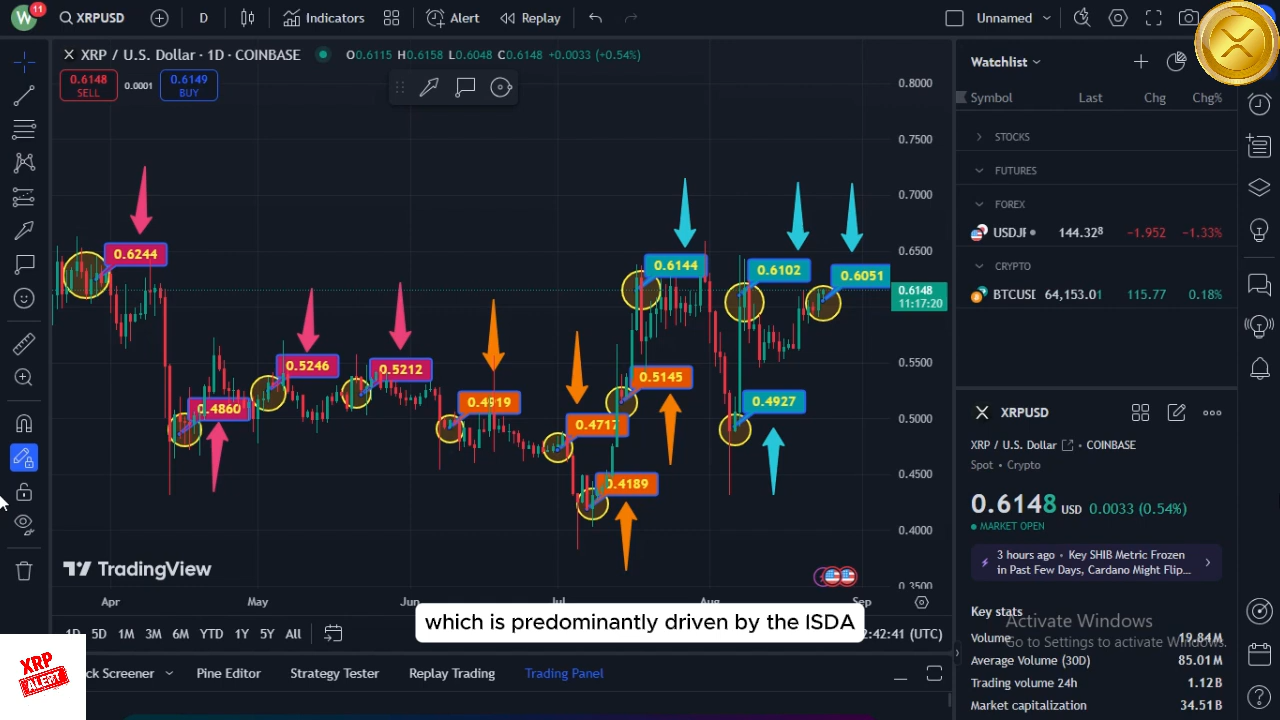 W 11 XRPUSD D Indicators Alert Replay Unnamed
XRP / U.S. Dollar · 1D · COINBASE O0.6115 H0.6158 L0.6048 C0.6148 +0.0033 (+0.54%)
0.6148 SELL 0.0001 0.6149 BUY
0.8000
0.7500
0.7000
0.6500
0.6148
11:17:20
0.5500
0.5000
0.4500
0.4000
0.3500
0.6244
0.4860
0.5246
0.5212
0.4919
0.4717
0.4189
0.5145
0.6144
0.6102
0.4927
0.6051
TradingView
Apr May Jun Jul Aug Sep
1D 5D 1M 3M 6M YTD 1Y 5Y All
:42:41 (UTC)
which is predominantly driven by the ISDA
ck Screener Pine Editor Strategy Tester Replay Trading Trading Panel
XRP
ALERT
Watchlist
Symbol Last Chg Chg%
STOCKS
FUTURES
FOREX
USDJF 144.328 −1.952 −1.33%
CRYPTO
BTCUSI 64,153.01 115.77 0.18%
XRPUSD
XRP / U.S. Dollar COINBASE
Spot • Crypto
0.6148 USD 0.0033 (0.54%)
MARKET OPEN
3 hours ago • Key SHIB Metric Frozen
in Past Few Days, Cardano Might Flip...
Key stats
Activate Windows
Go to Settings to activate Windows.
Volume 19.84M
Average Volume (30D) 85.01M
Trading volume 24h 1.12B
Market capitalization 34.51B